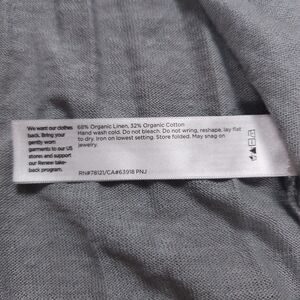 We want our clothes
back. Bring your
gently worn
garments to our US
stores and support
our Renew take-
back program.
68% Organic Linen, 32% Organic Cotton
Hand wash cold. Do not bleach. Do not wring, reshape, lay flat
to dry. Iron on lowest setting. Store folded. May snag on
jewelry.
RN#78121/CA#63918 PNJ